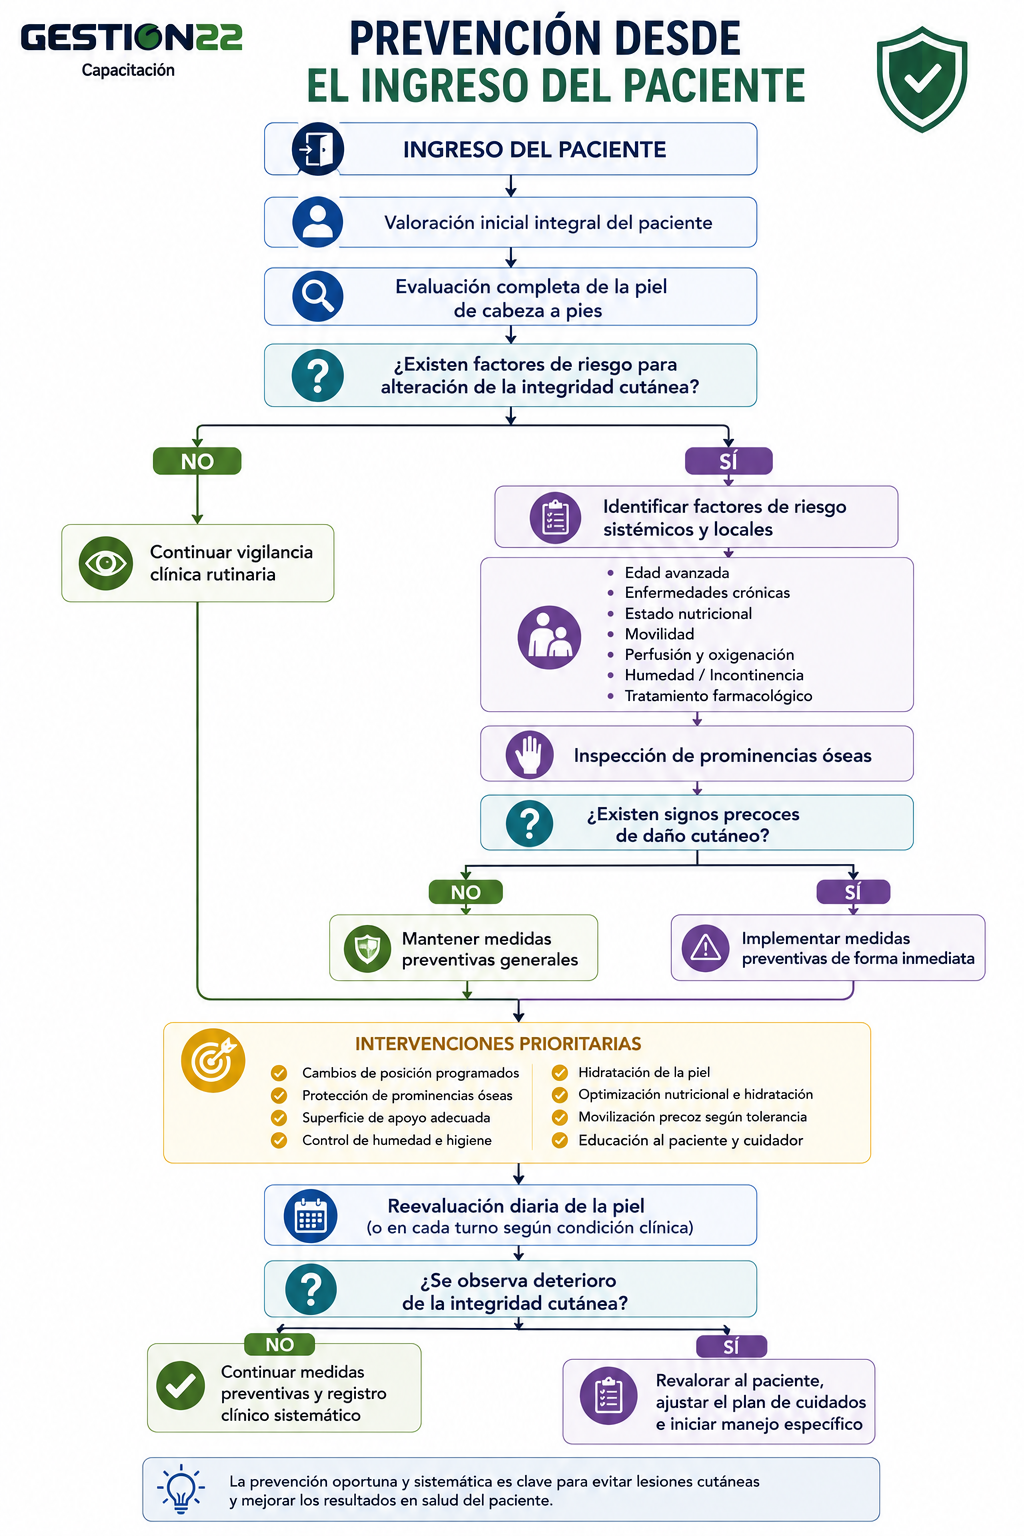 GESTION22
Capacitación
PREVENCIÓN DESDE
EL INGRESO DEL PACIENTE
INGRESO DEL PACIENTE
Valoración inicial integral del paciente
Evaluación completa de la piel
de cabeza a pies
¿Existen factores de riesgo para
alteración de la integridad cutánea?
NO
Continuar vigilancia
clínica rutinaria
SÍ
Identificar factores de riesgo
sistémicos y locales
• Edad avanzada
• Enfermedades crónicas
• Estado nutricional
• Movilidad
• Perfusión y oxigenación
• Humedad / Incontinencia
• Tratamiento farmacológico
Inspección de prominencias óseas
¿Existen signos precoces
de daño cutáneo?
NO
Mantener medidas
preventivas generales
SÍ
Implementar medidas
preventivas de forma inmediata
INTERVENCIONES PRIORITARIAS
Cambios de posición programados
Protección de prominencias óseas
Superficie de apoyo adecuada
Control de humedad e higiene
Hidratación de la piel
Optimización nutricional e hidratación
Movilización precoz según tolerancia
Educación al paciente y cuidador
Reevaluación diaria de la piel
(o en cada turno según condición clínica)
¿Se observa deterioro
de la integridad cutánea?
NO
Continuar medidas
preventivas y registro
clínico sistemático
SÍ
Revalorar al paciente,
ajustar el plan de cuidados
e iniciar manejo específico
La prevención oportuna y sistemática es clave para evitar lesiones cutáneas
y mejorar los resultados en salud del paciente.